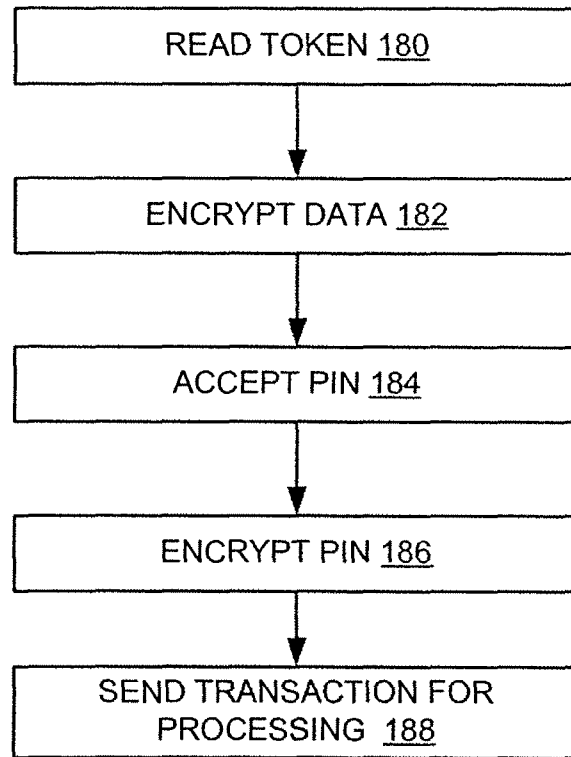 READ TOKEN 180
ENCRYPT DATA 182
ACCEPT PIN 184
ENCRYPT PIN 186
SEND TRANSACTION FOR
PROCESSING 188